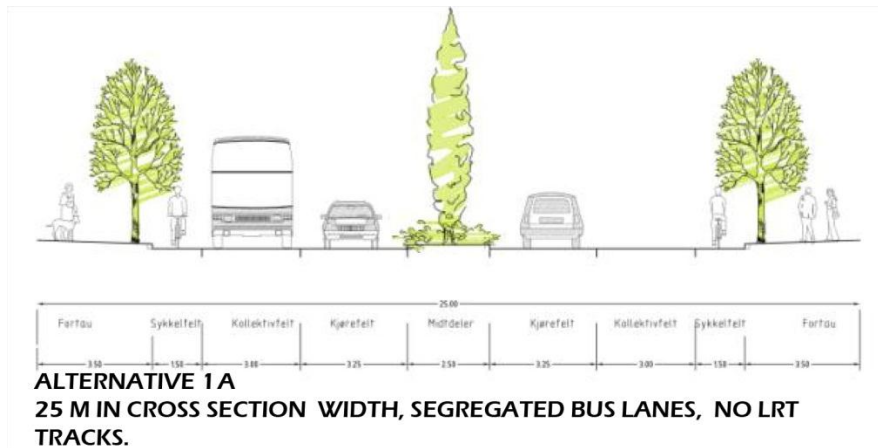 25.00
Fortau Sykkelfelt Kollektivfelt Kjørefelt Midtdeler Kjørefelt Kollektivfelt Sykkelfelt Fortau
3.50 1.50 3.00 3.25 2.50 3.25 3.00 1.50 3.50
ALTERNATIVE 1A
25 M IN CROSS SECTION WIDTH, SEGREGATED BUS LANES, NO LRT
TRACKS.